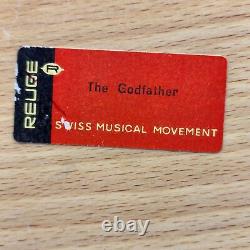 REUGE R
The Godfather
SWISS MUSICAL MOVEMENT
ebay